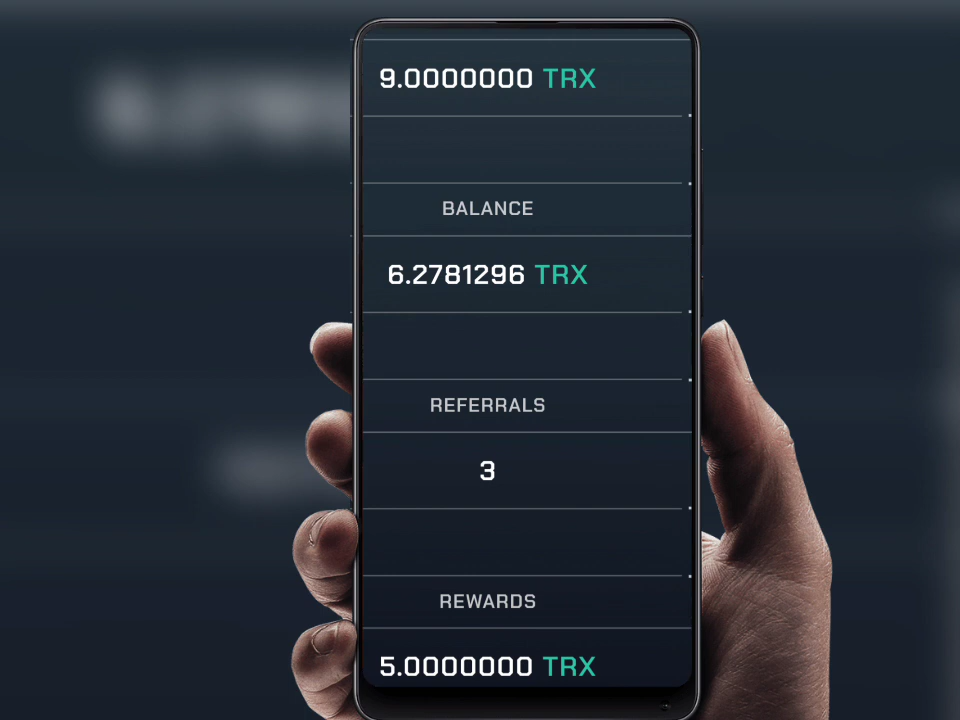 9.0000000 TRX
BALANCE
6.2781296 TRX
REFERRALS
3
REWARDS
5.0000000 TRX